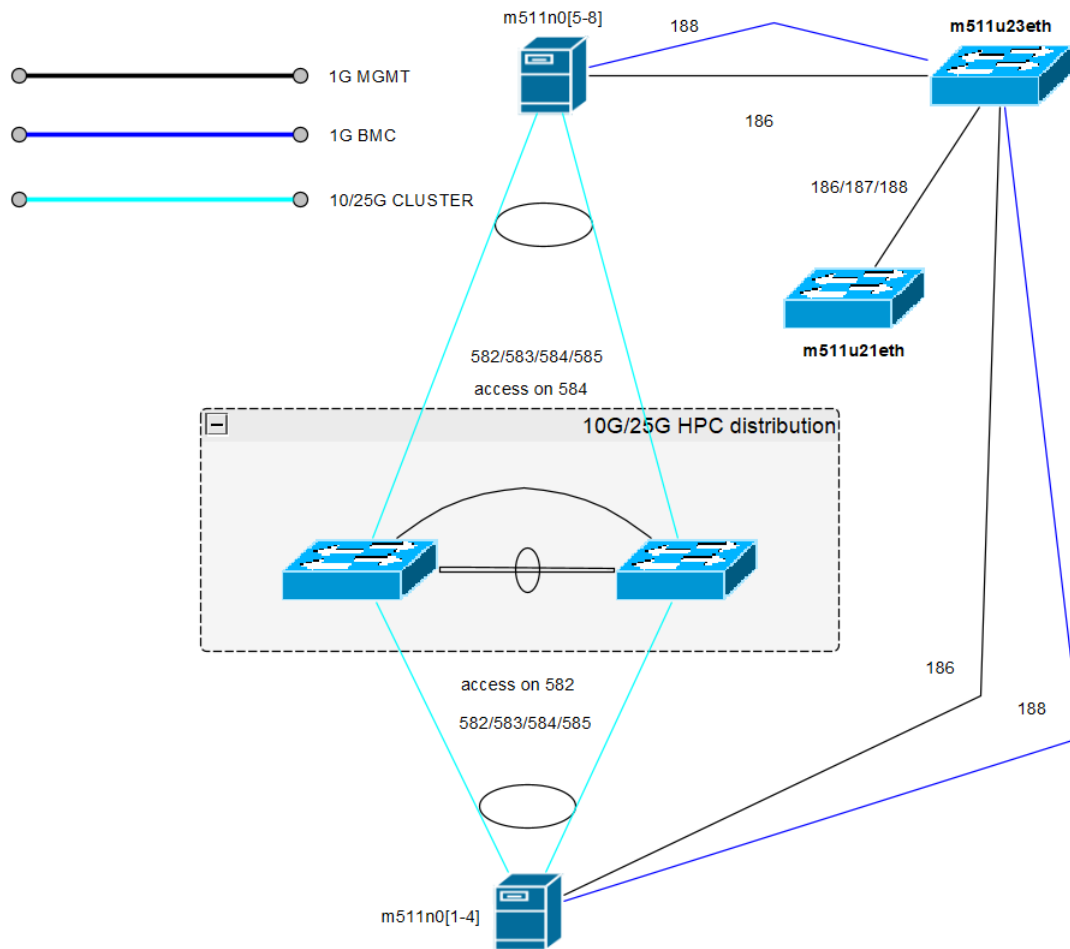 m511n0[5-8]
188
m511u23eth
1G MGMT
186
1G BMC
186/187/188
10/25G CLUSTER
m511u21eth
582/583/584/585
access on 584
10G/25G HPC distribution
186
access on 582
188
582/583/584/585
m511n0[1-4]